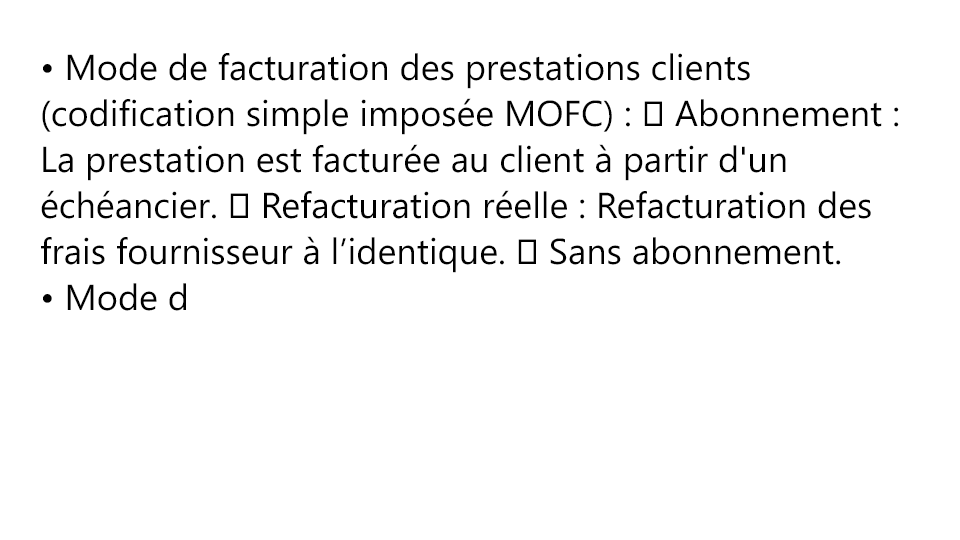 • Mode de facturation des prestations clients
(codification simple imposée MOFC) : ▯ Abonnement :
La prestation est facturée au client à partir d'un
échéancier. ▯ Refacturation réelle : Refacturation des
frais fournisseur à l’identique. ▯ Sans abonnement.
• Mode d